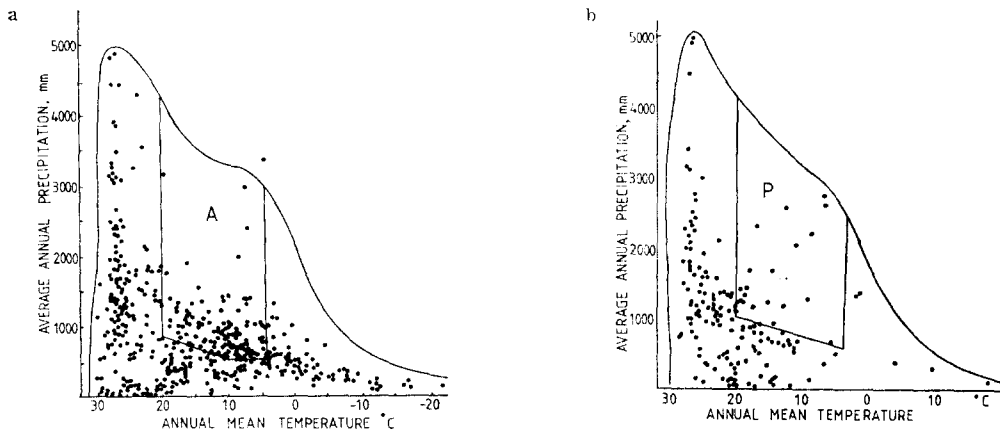 a
AVERAGE ANNUAL PRECIPITATION, mm
5000
4000
3000
2000
1000
A
30 20 10 0 -10 -20
ANNUAL MEAN TEMPERATURE °C
b
AVERAGE ANNUAL PRECIPITATION, mm
5000
4000
3000
2000
1000
P
30 20 10 0 10 °C
ANNUAL MEAN TEMPERATURE